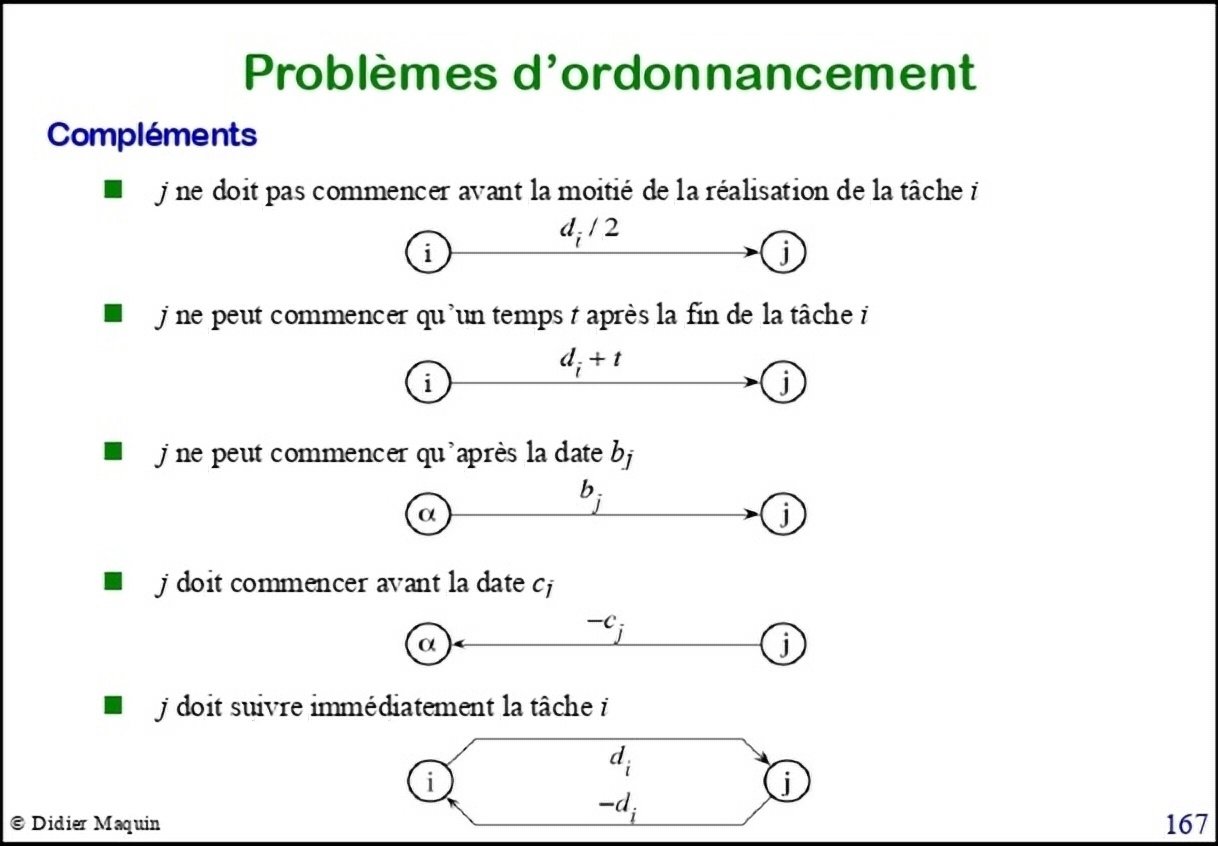 Problèmes d'ordonnancement
Compléments
j ne doit pas commencer avant la moitié de la réalisation de la tâche i
d_i / 2
i j
j ne peut commencer qu'un temps t après la fin de la tâche i
d_i + t
i j
j ne peut commencer qu'après la date b_j
b_j
α j
j doit commencer avant la date c_j
−c_j
α j
j doit suivre immédiatement la tâche i
d_i
i j
−d_i
© Didier Maquin 167